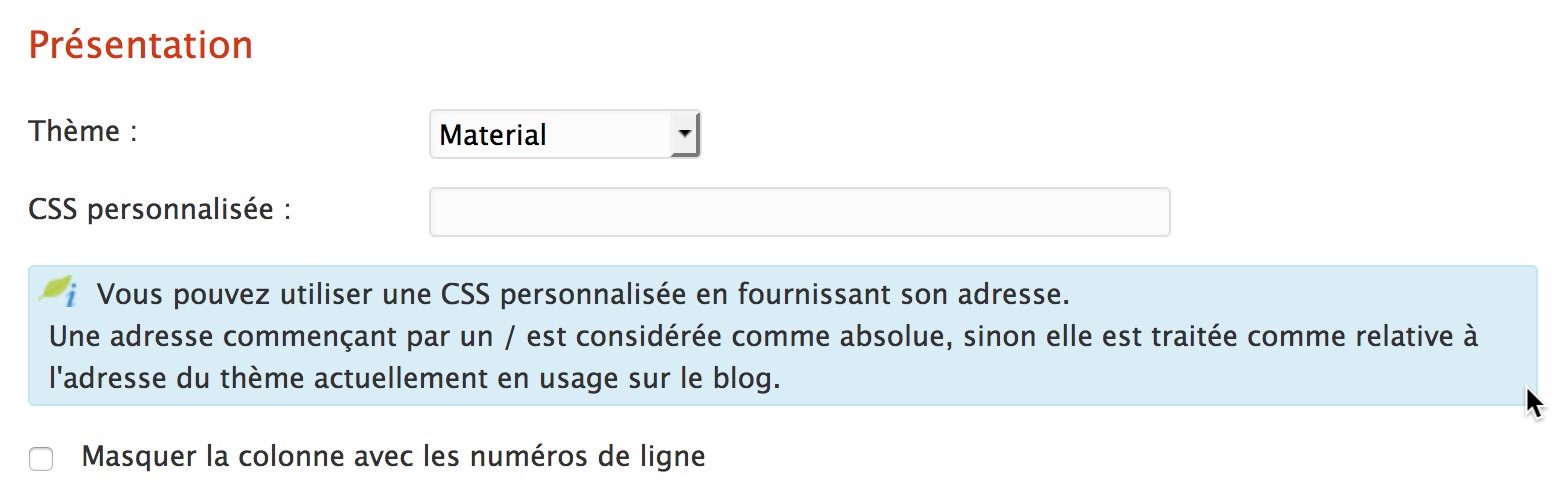 Présentation
Thème :
Material
CSS personnalisée :
Vous pouvez utiliser une CSS personnalisée en fournissant son adresse.
Une adresse commençant par un / est considérée comme absolue, sinon elle est traitée comme relative à
l'adresse du thème actuellement en usage sur le blog.
Masquer la colonne avec les numéros de ligne